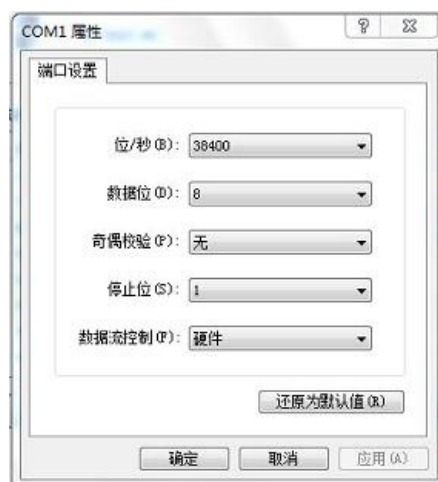 COM1 属性
端口设置
位/秒(B): 38400
数据位(D): 8
奇偶校验(P): 无
停止位(S): 1
数据流控制(F): 硬件
还原为默认值(R)
确定 取消 应用(A)